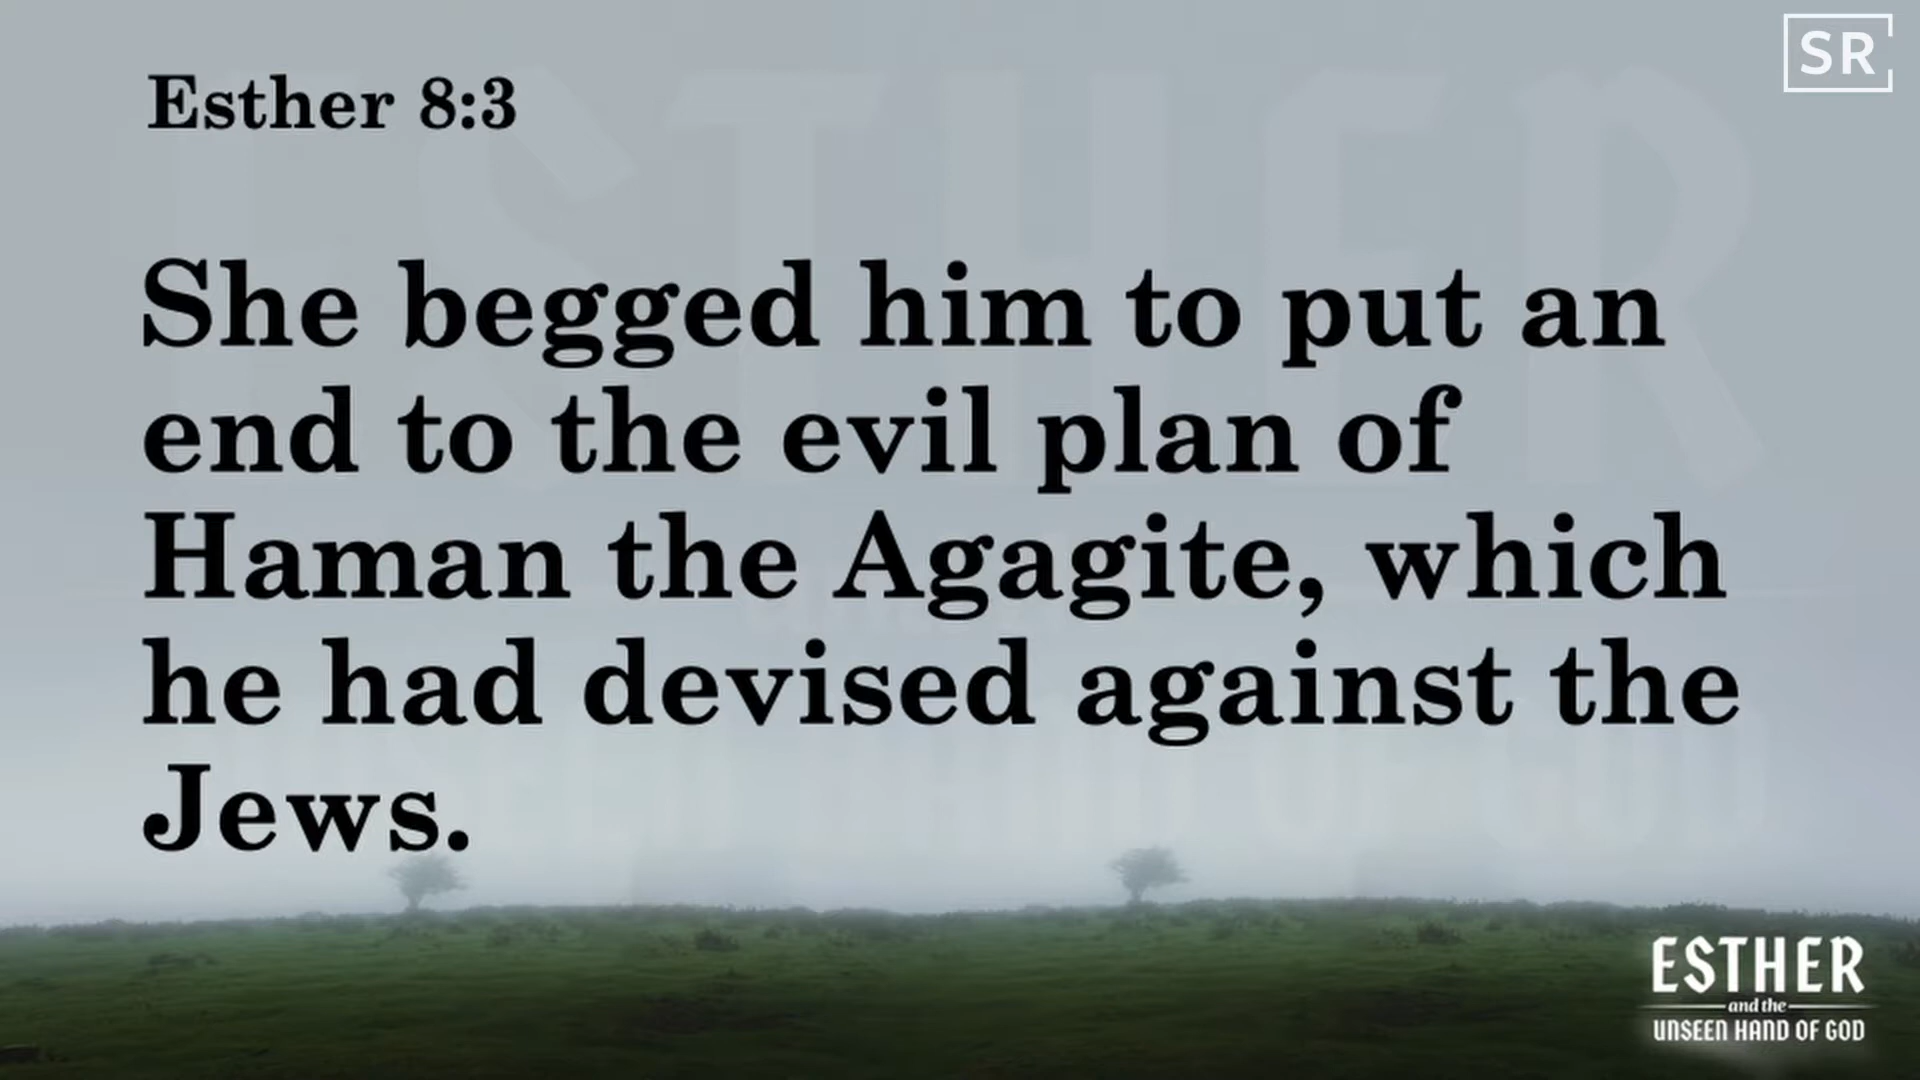 SR
Esther 8:3
She begged him to put an
end to the evil plan of
Haman the Agagite, which
he had devised against the
Jews.
ESTHER
and the
UNSEEN HAND OF GOD